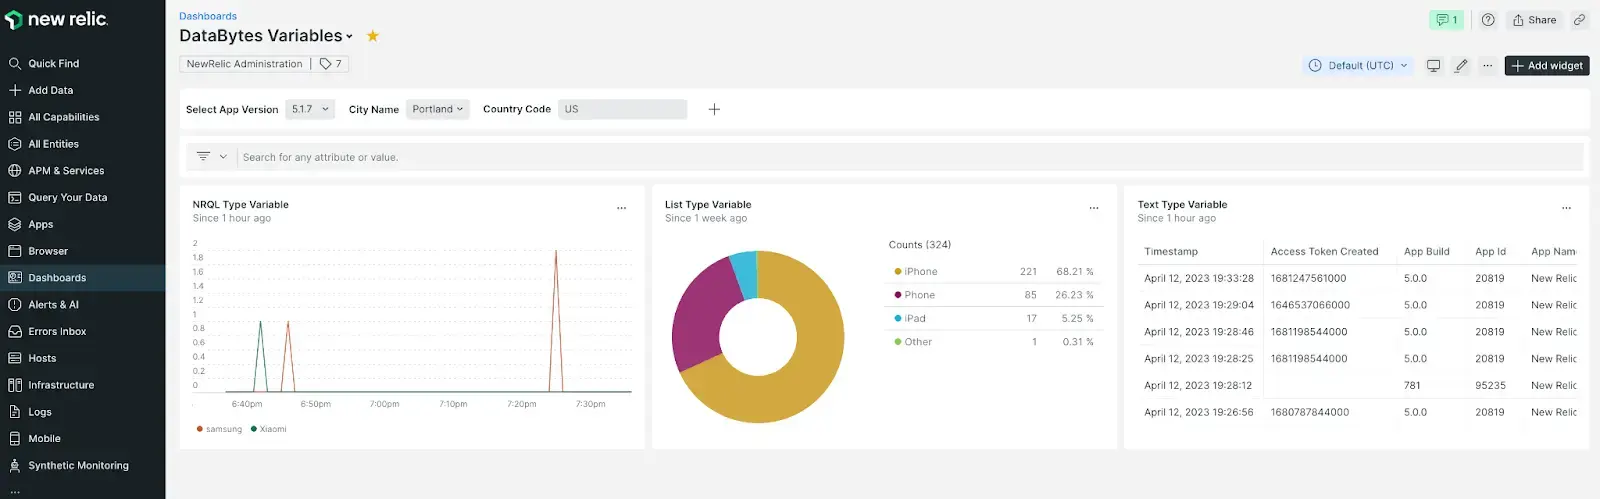 new relic.
Quick Find
Add Data
All Capabilities
All Entities
APM & Services
Query Your Data
Apps
Browser
Dashboards
Alerts & AI
Errors Inbox
Hosts
Infrastructure
Logs
Mobile
Synthetic Monitoring
...
Dashboards
DataBytes Variables
1
Share
NewRelic Administration 7
Default (UTC)
...
+ Add widget
Select App Version 5.1.7 City Name Portland Country Code US
Search for any attribute or value.
NRQL Type Variable
Since 1 hour ago
2
1.8
1.6
1.4
1.2
1
0.8
0.6
0.4
0.2
0
6:40pm 6:50pm 7:00pm 7:10pm 7:20pm 7:30pm
samsung Xiaomi
List Type Variable
Since 1 week ago
Counts (324)
iPhone 221 68.21 %
Phone 85 26.23 %
iPad 17 5.25 %
Other 1 0.31 %
Text Type Variable
Since 1 hour ago
Timestamp Access Token Created App Build App Id App Name
April 12, 2023 19:33:28 1681247561000 5.0.0 20819 New Relic
April 12, 2023 19:29:04 1646537066000 5.0.0 20819 New Relic
April 12, 2023 19:28:46 1681198544000 5.0.0 20819 New Relic
April 12, 2023 19:28:25 1681198544000 5.0.0 20819 New Relic
April 12, 2023 19:28:12 781 95235 New Relic
April 12, 2023 19:26:56 1680787844000 5.0.0 20819 New Relic